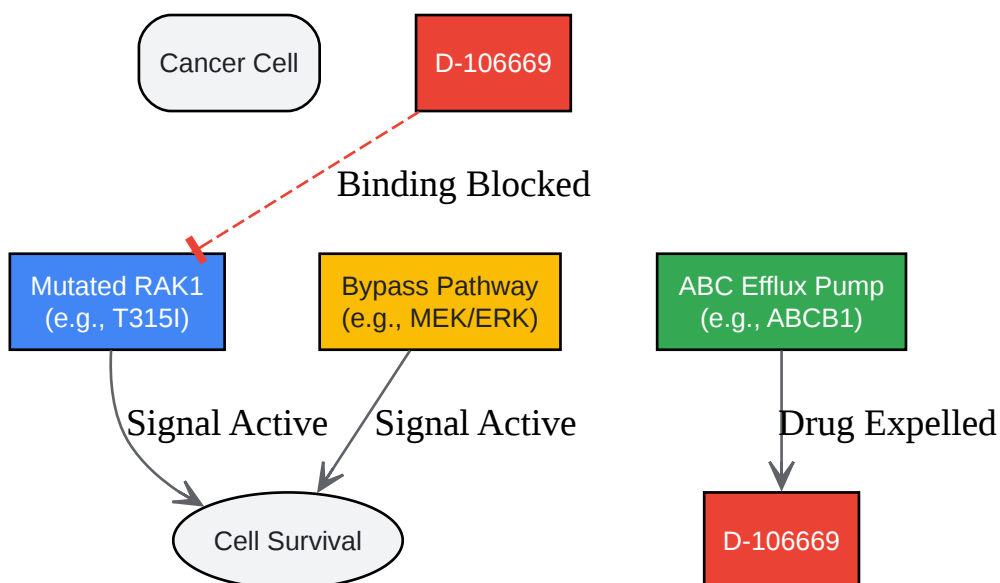 Cancer Cell
D-106669
Binding Blocked
Mutated RAK1
(e.g., T315I)
Bypass Pathway
(e.g., MEK/ERK)
ABC Efflux Pump
(e.g., ABCB1)
Signal Active
Signal Active
Drug Expelled
Cell Survival
D-106669